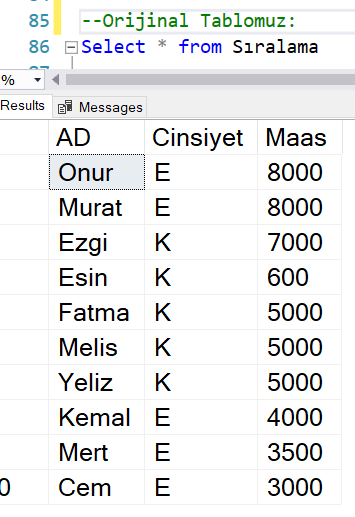 85 --Orijinal Tablomuz:
86 Select * from Sıralama
%
Results Messages
AD Cinsiyet Maas
Onur E 8000
Murat E 8000
Ezgi K 7000
Esin K 600
Fatma K 5000
Melis K 5000
Yeliz K 5000
Kemal E 4000
Mert E 3500
0 Cem E 3000